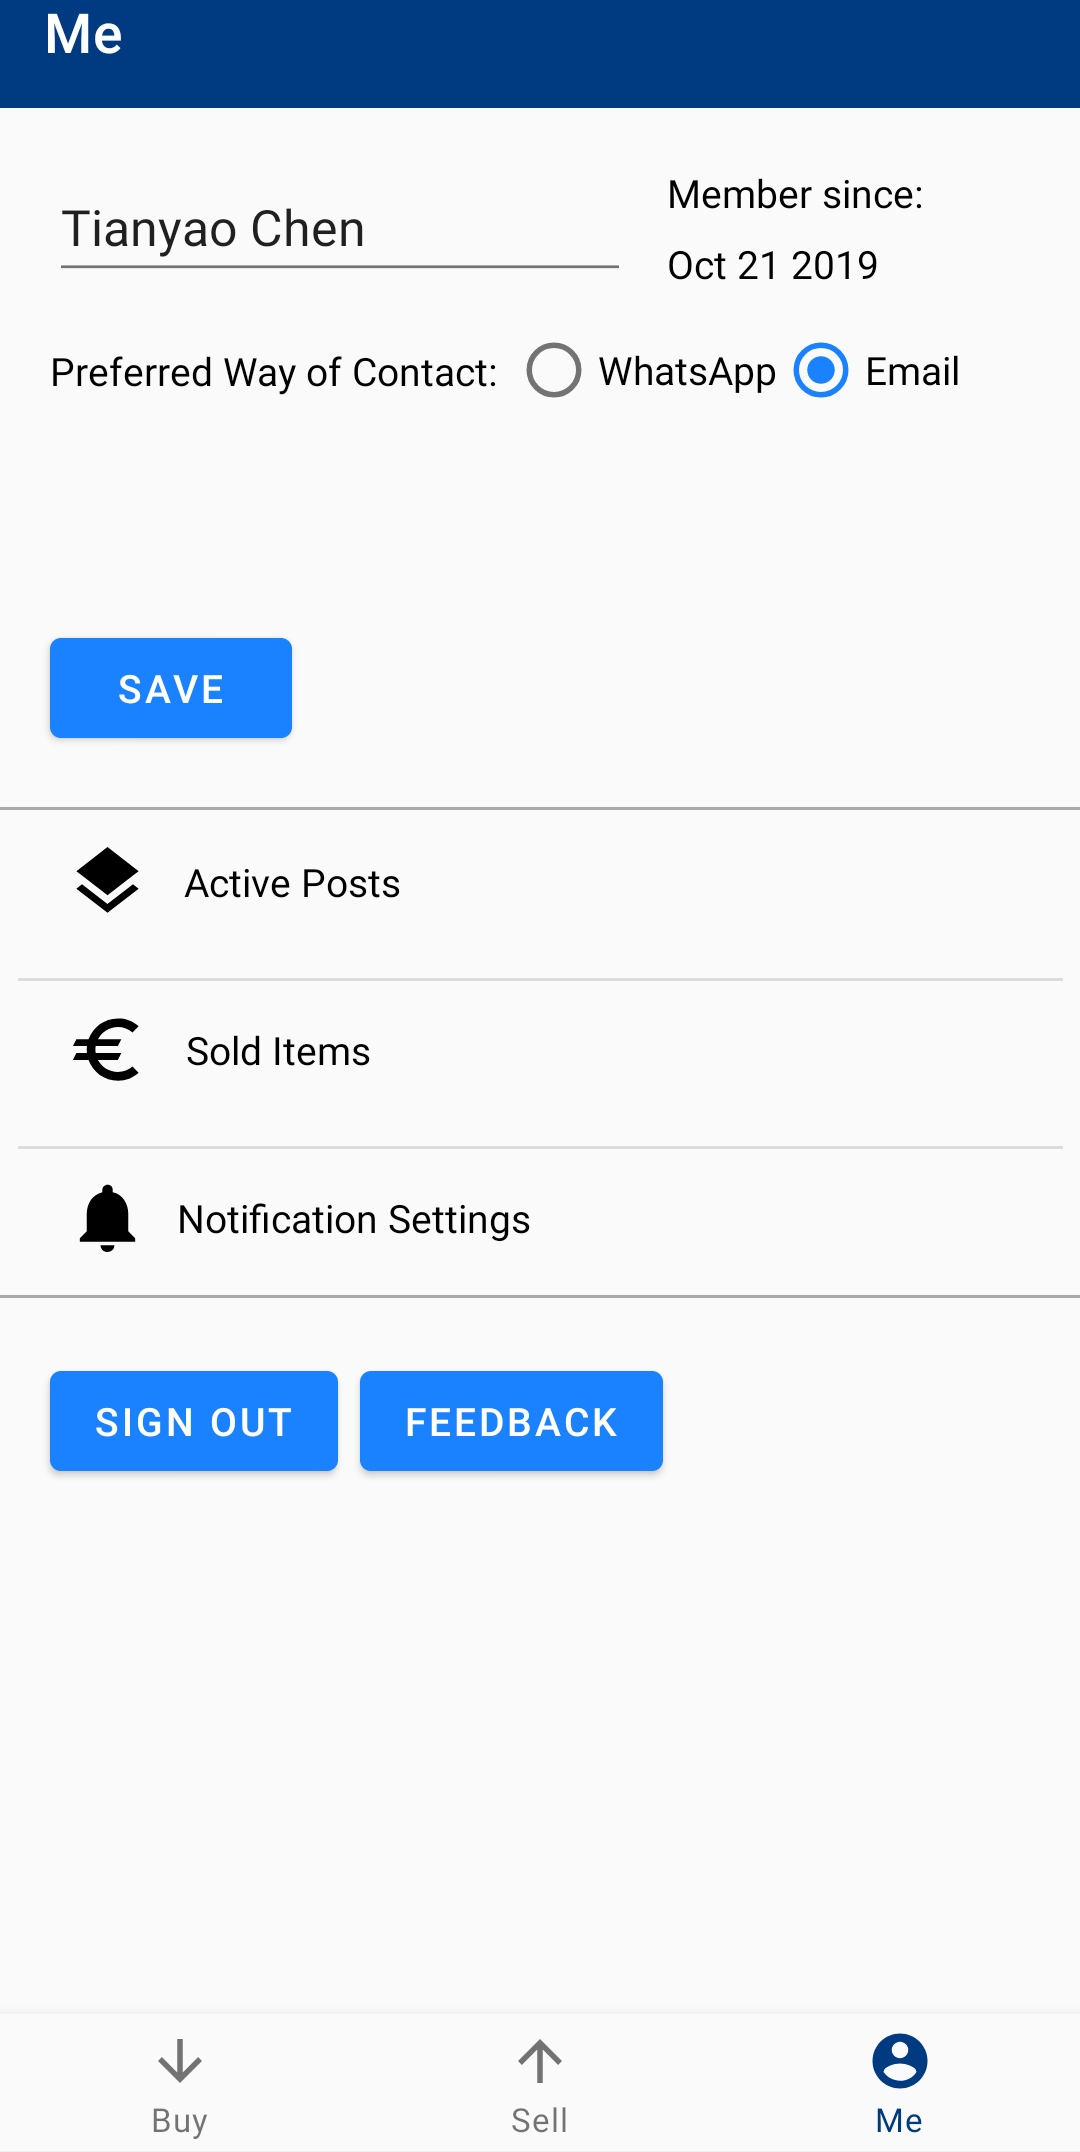 Me
Tianyao Chen
Member since:
Oct 21 2019
Preferred Way of Contact: WhatsApp Email
SAVE
Active Posts
Sold Items
Notification Settings
SIGN OUT FEEDBACK
Buy Sell Me